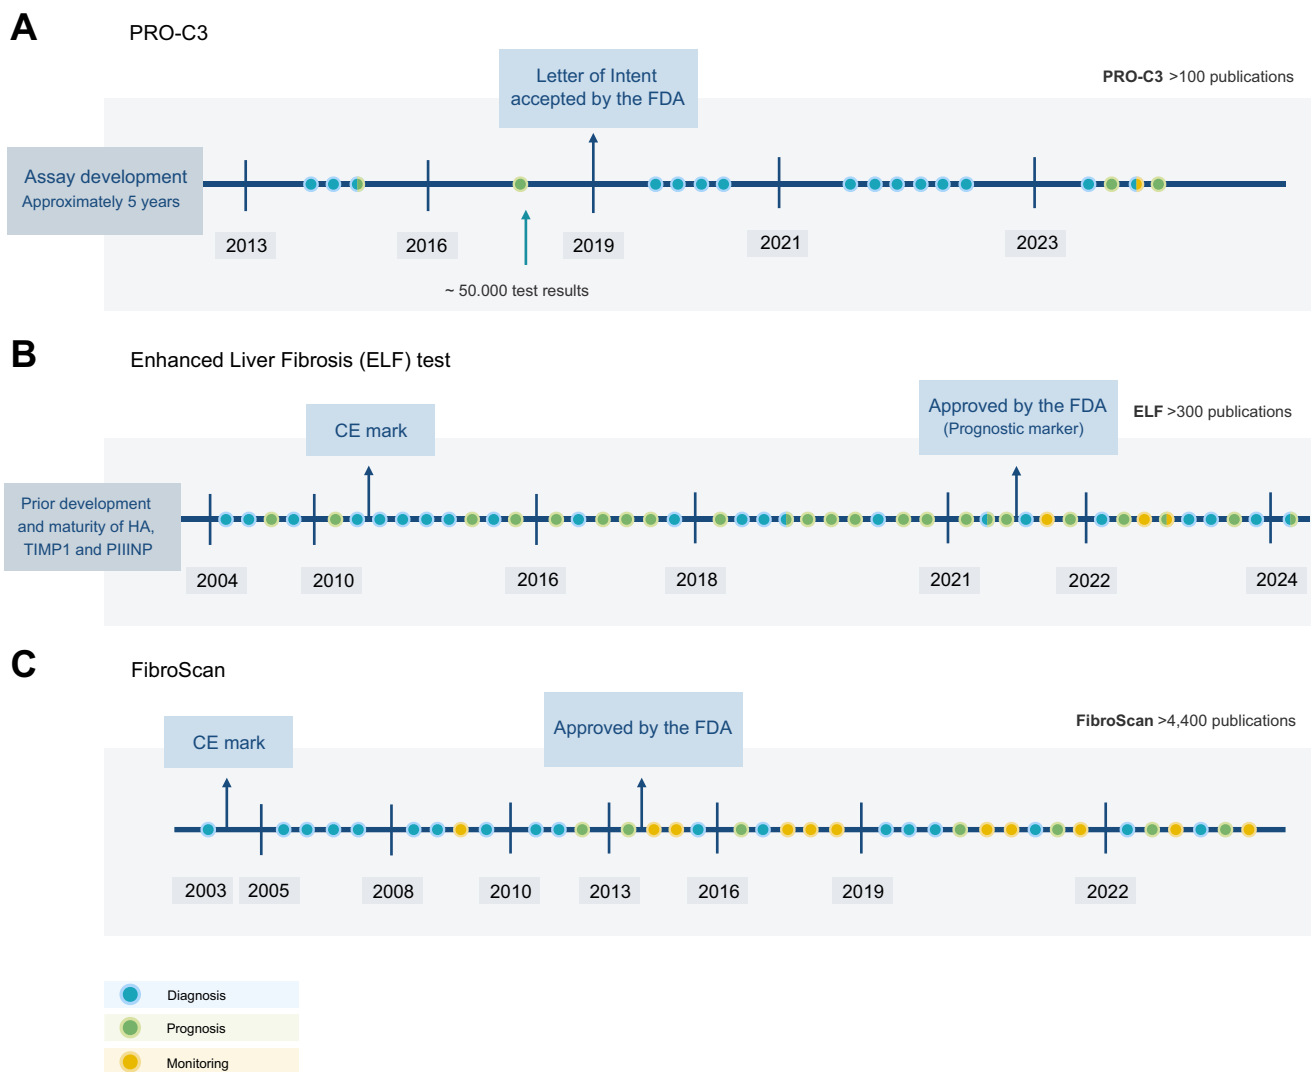 A
PRO-C3
Letter of Intent
accepted by the FDA
PRO-C3 >100 publications
Assay development
Approximately 5 years
2013
2016
2019
2021
2023
~ 50.000 test results
B
Enhanced Liver Fibrosis (ELF) test
CE mark
Approved by the FDA
(Prognostic marker)
ELF >300 publications
Prior development
and maturity of HA,
TIMP1 and PIIINP
2004
2010
2016
2018
2021
2022
2024
C
FibroScan
CE mark
Approved by the FDA
FibroScan >4,400 publications
2003
2005
2008
2010
2013
2016
2019
2022
Diagnosis
Prognosis
Monitoring